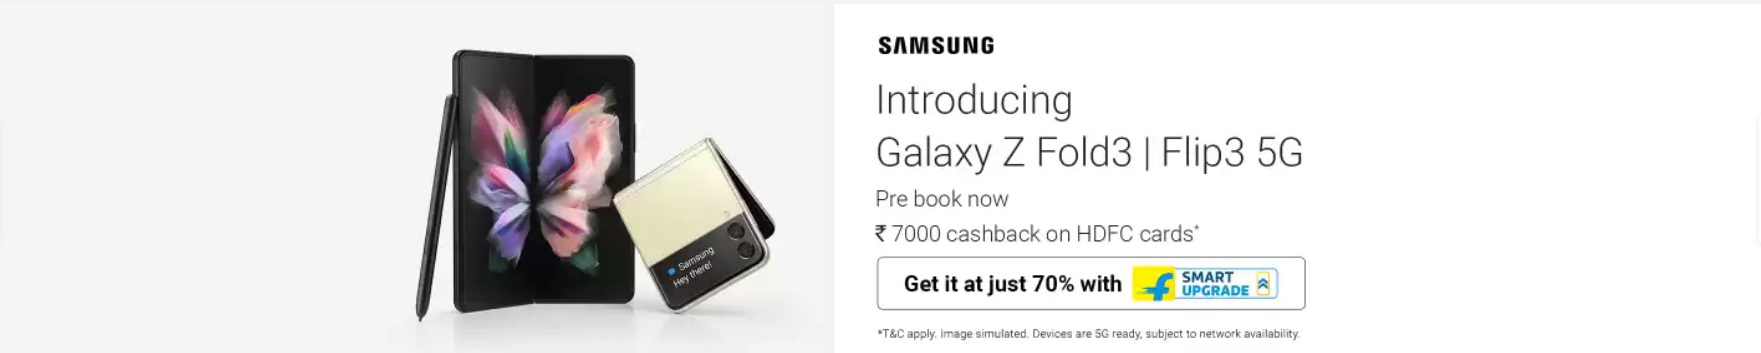 SAMSUNG
Introducing
Galaxy Z Fold3 | Flip3 5G
Pre book now
₹ 7000 cashback on HDFC cards*
Get it at just 70% with f SMART UPGRADE
*T&C apply. Image simulated. Devices are 5G ready, subject to network availability.
Samsung
Hey there!